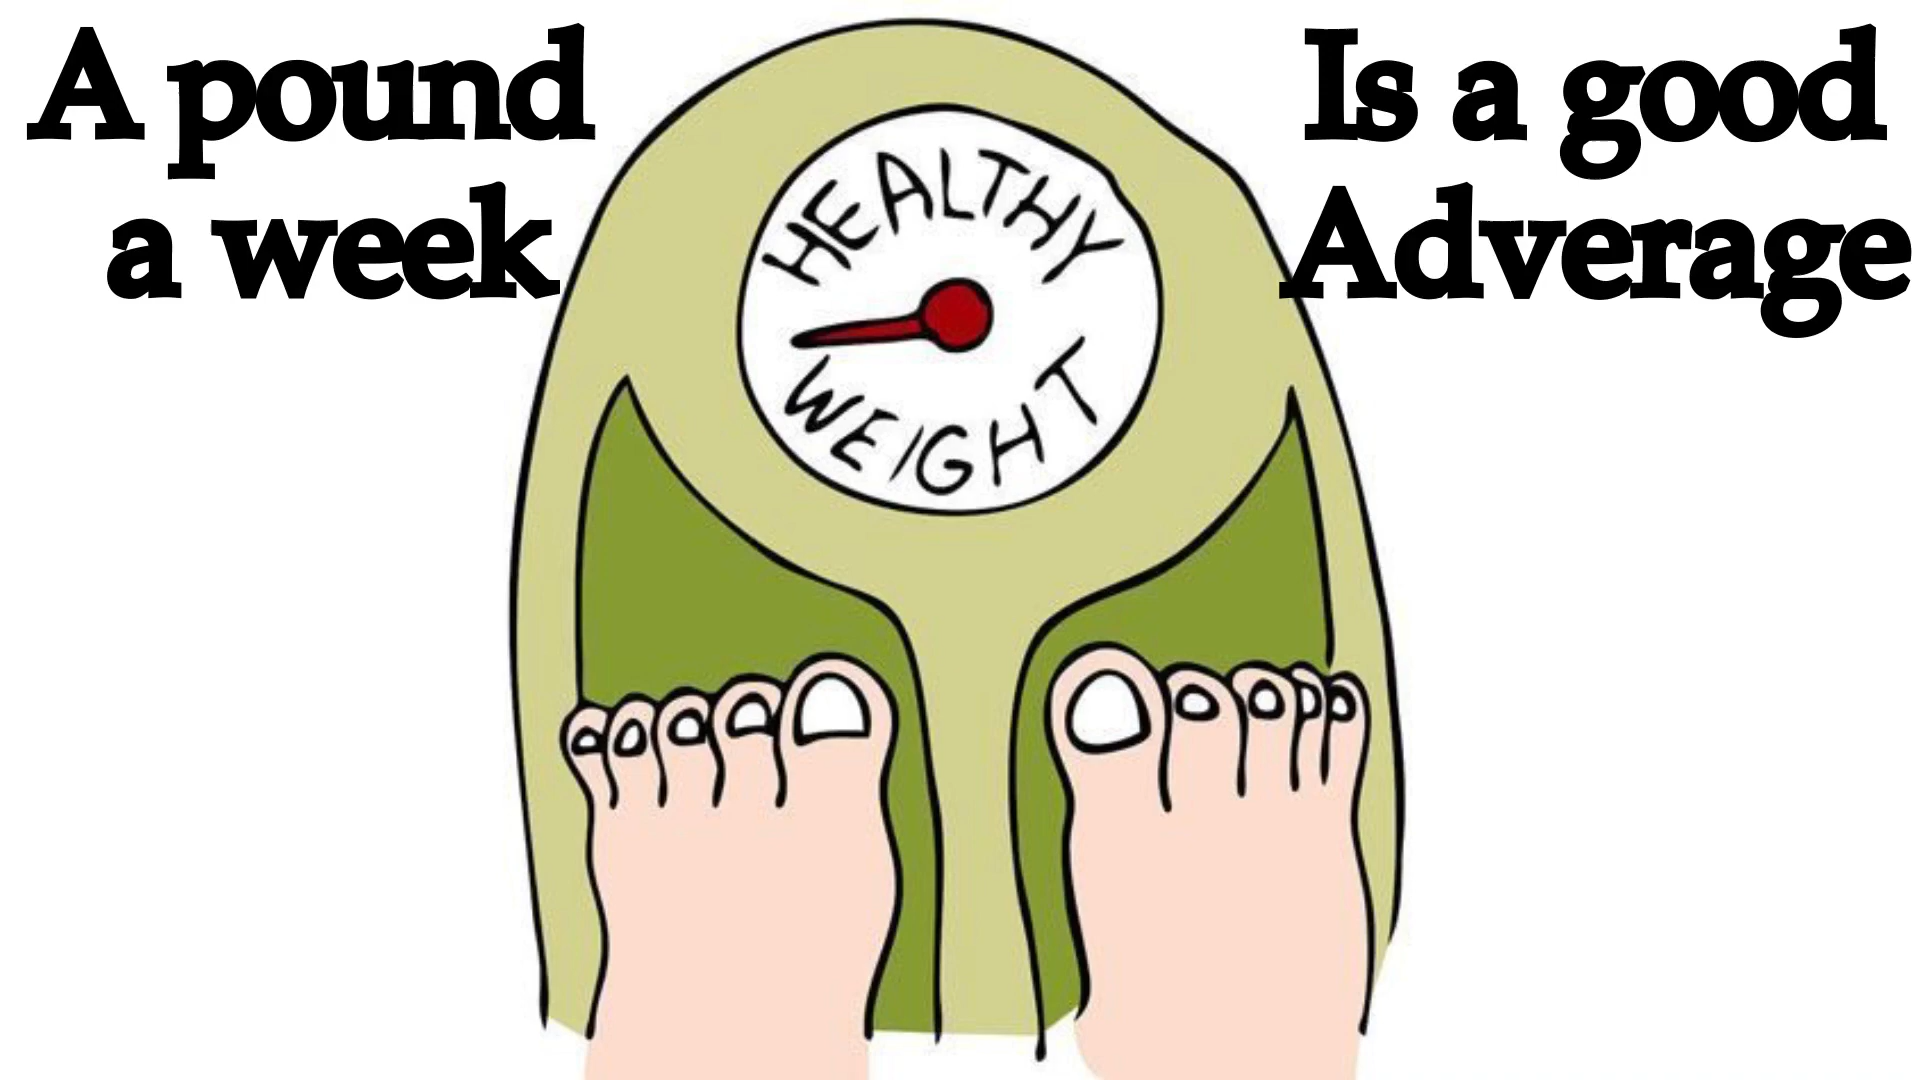 A pound
a week
Is a good
Adverage
HEALTHY
WEIGHT